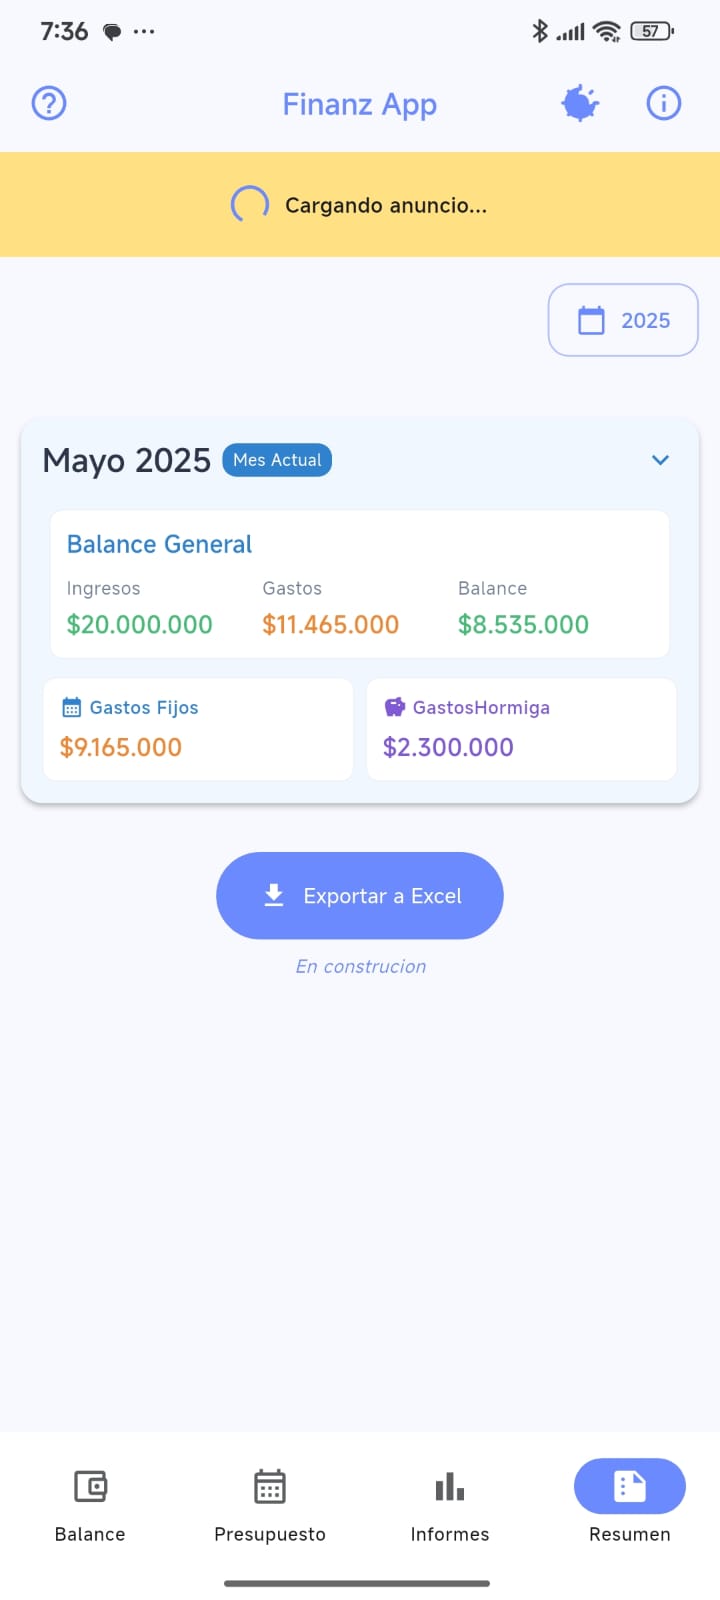 7:36
57
Finanz App
Cargando anuncio...
2025
Mayo 2025 Mes Actual
Balance General
Ingresos Gastos Balance
$20.000.000 $11.465.000 $8.535.000
Gastos Fijos GastosHormiga
$9.165.000 $2.300.000
Exportar a Excel
En construcion
Balance Presupuesto Informes Resumen